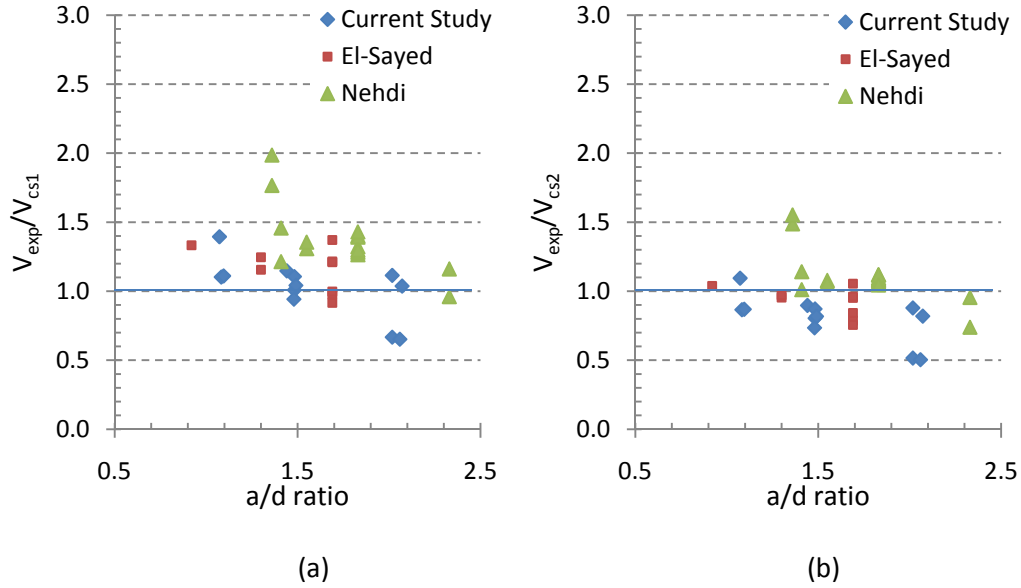 3.0
2.5
2.0
1.5
1.0
0.5
0.0
Vexp/Vcs1
Current Study
El-Sayed
Nehdi
0.5 1.5 2.5
a/d ratio
(a)
3.0
2.5
2.0
1.5
1.0
0.5
0.0
Vexp/Vcs2
Current Study
El-Sayed
Nehdi
0.5 1.5 2.5
a/d ratio
(b)